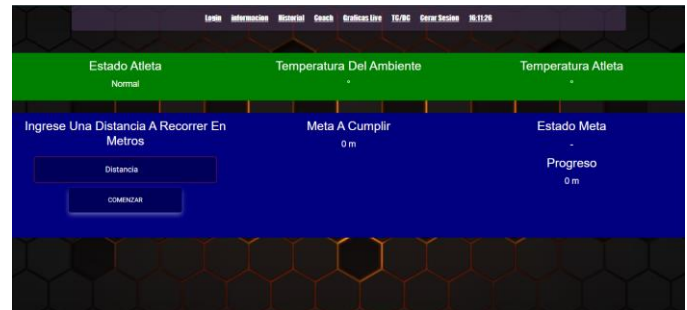 Login informacion Historial Coach Graficas Live TC/DC Cerar Sesion 16:11:26
Estado Atleta
Normal
Temperatura Del Ambiente
°
Temperatura Atleta
°
Ingrese Una Distancia A Recorrer En
Metros
Distancia
COMENZAR
Meta A Cumplir
0 m
Estado Meta
-
Progreso
0 m